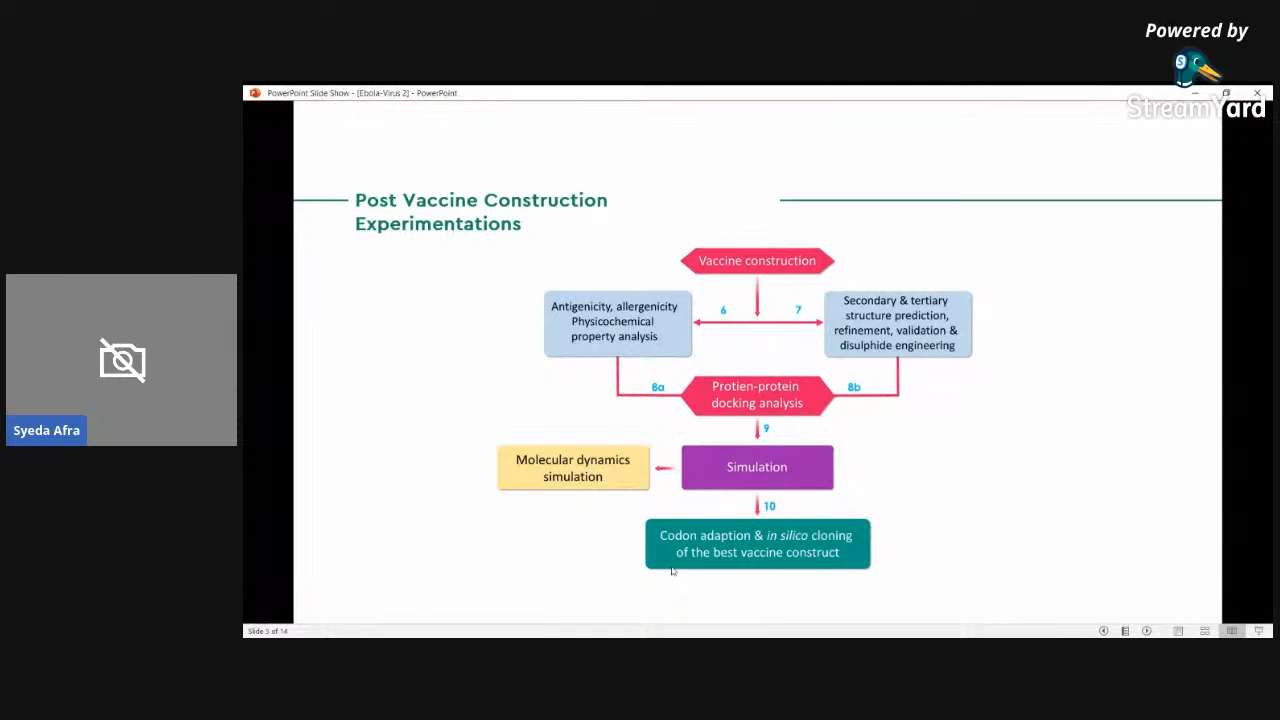 Powered by
StreamYard
PowerPoint Slide Show - [Ebola-Virus 2] - PowerPoint
Post Vaccine Construction
Experimentations
Vaccine construction
Antigenicity, allergenicity
Physicochemical
property analysis
6
7
Secondary & tertiary
structure prediction,
refinement, validation &
disulphide engineering
8a
Protien-protein
docking analysis
8b
9
Molecular dynamics
simulation
Simulation
10
Codon adaption & in silico cloning
of the best vaccine construct
Syeda Afra
Slide 5 of 14